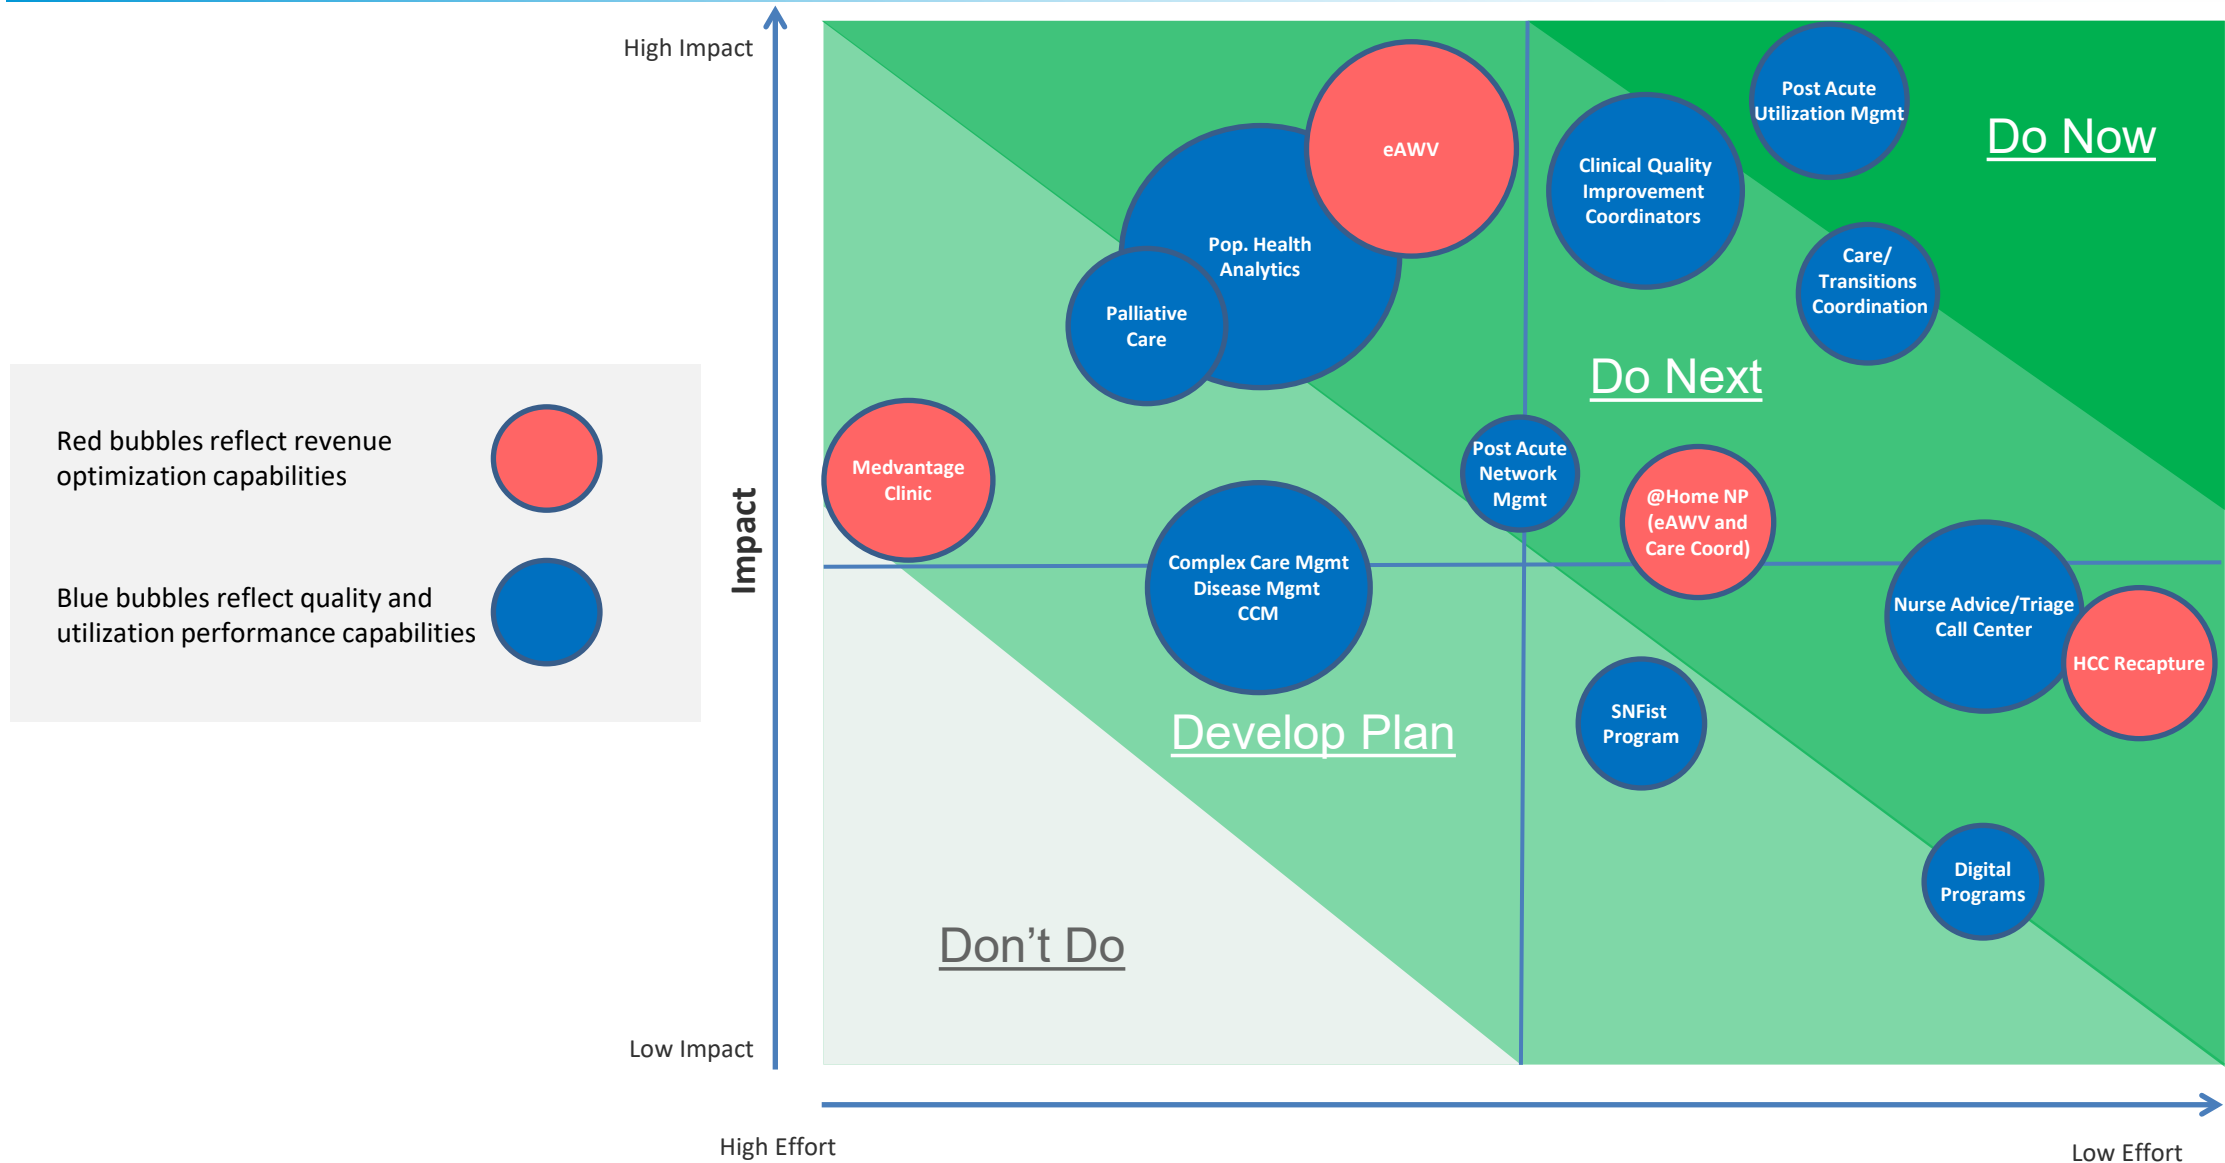 High Impact
Post Acute
Utilization Mgmt
Do Now
eAWV
Clinical Quality
Improvement
Coordinators
Pop. Health
Analytics
Care/
Transitions
Coordination
Palliative
Care
Do Next
Red bubbles reflect revenue
optimization capabilities
Medvantage
Clinic
Post Acute
Network
Mgmt
@Home NP
(eAWV and
Care Coord)
Impact
Complex Care Mgmt
Disease Mgmt
CCM
Blue bubbles reflect quality and
utilization performance capabilities
Nurse Advice/Triage
Call Center
HCC Recapture
SNFist
Program
Develop Plan
Digital
Programs
Don't Do
Low Impact
High Effort
Low Effort